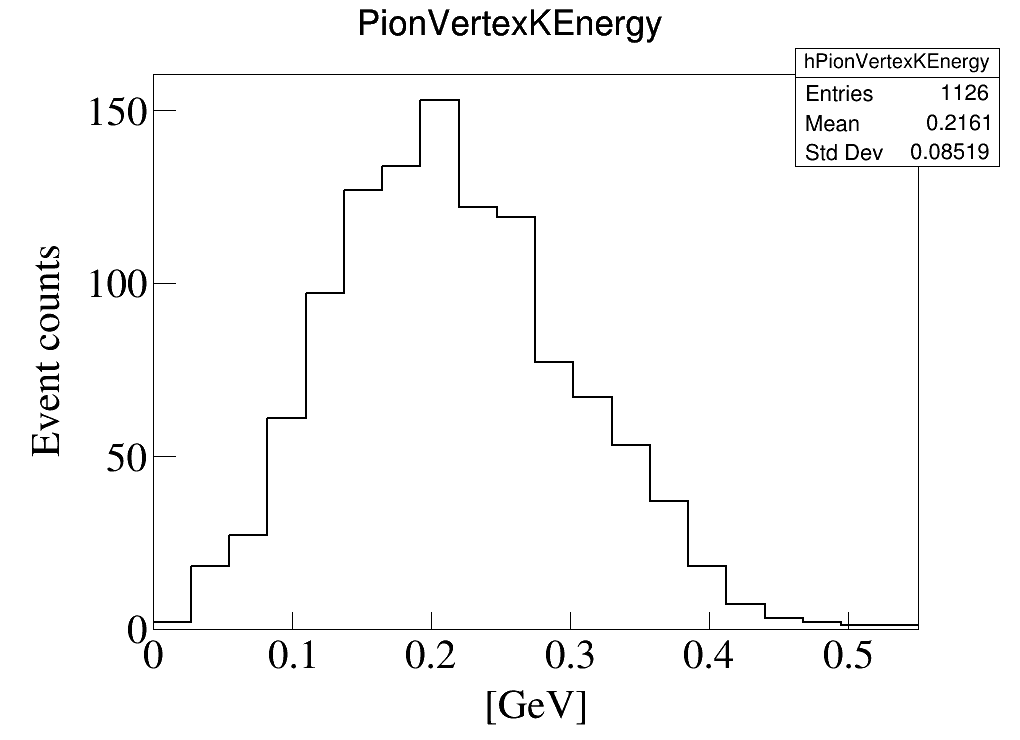 PionVertexKEnergy
hPionVertexKEnergy
Entries 1126
Mean 0.2161
Std Dev 0.08519
150
100
50
0
Event counts
0 0.1 0.2 0.3 0.4 0.5
[GeV]